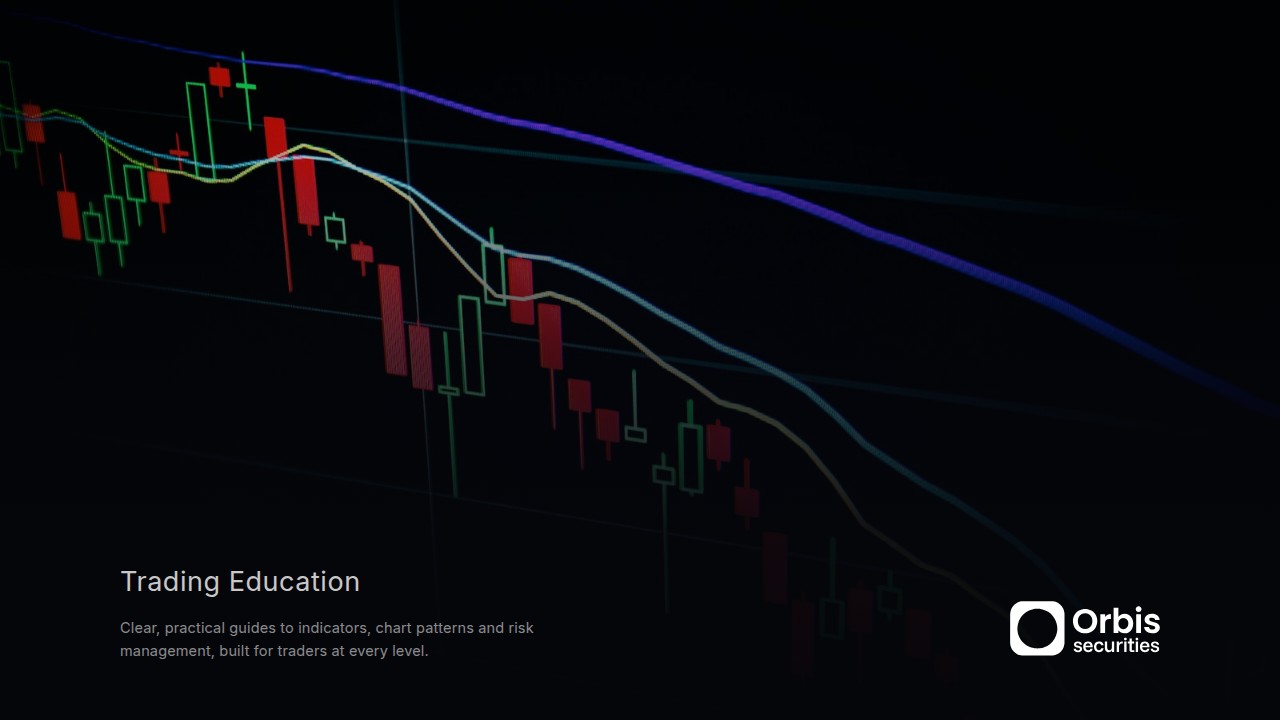 Trading Education
Clear, practical guides to indicators, chart patterns and risk
management, built for traders at every level.
Orbis
securities